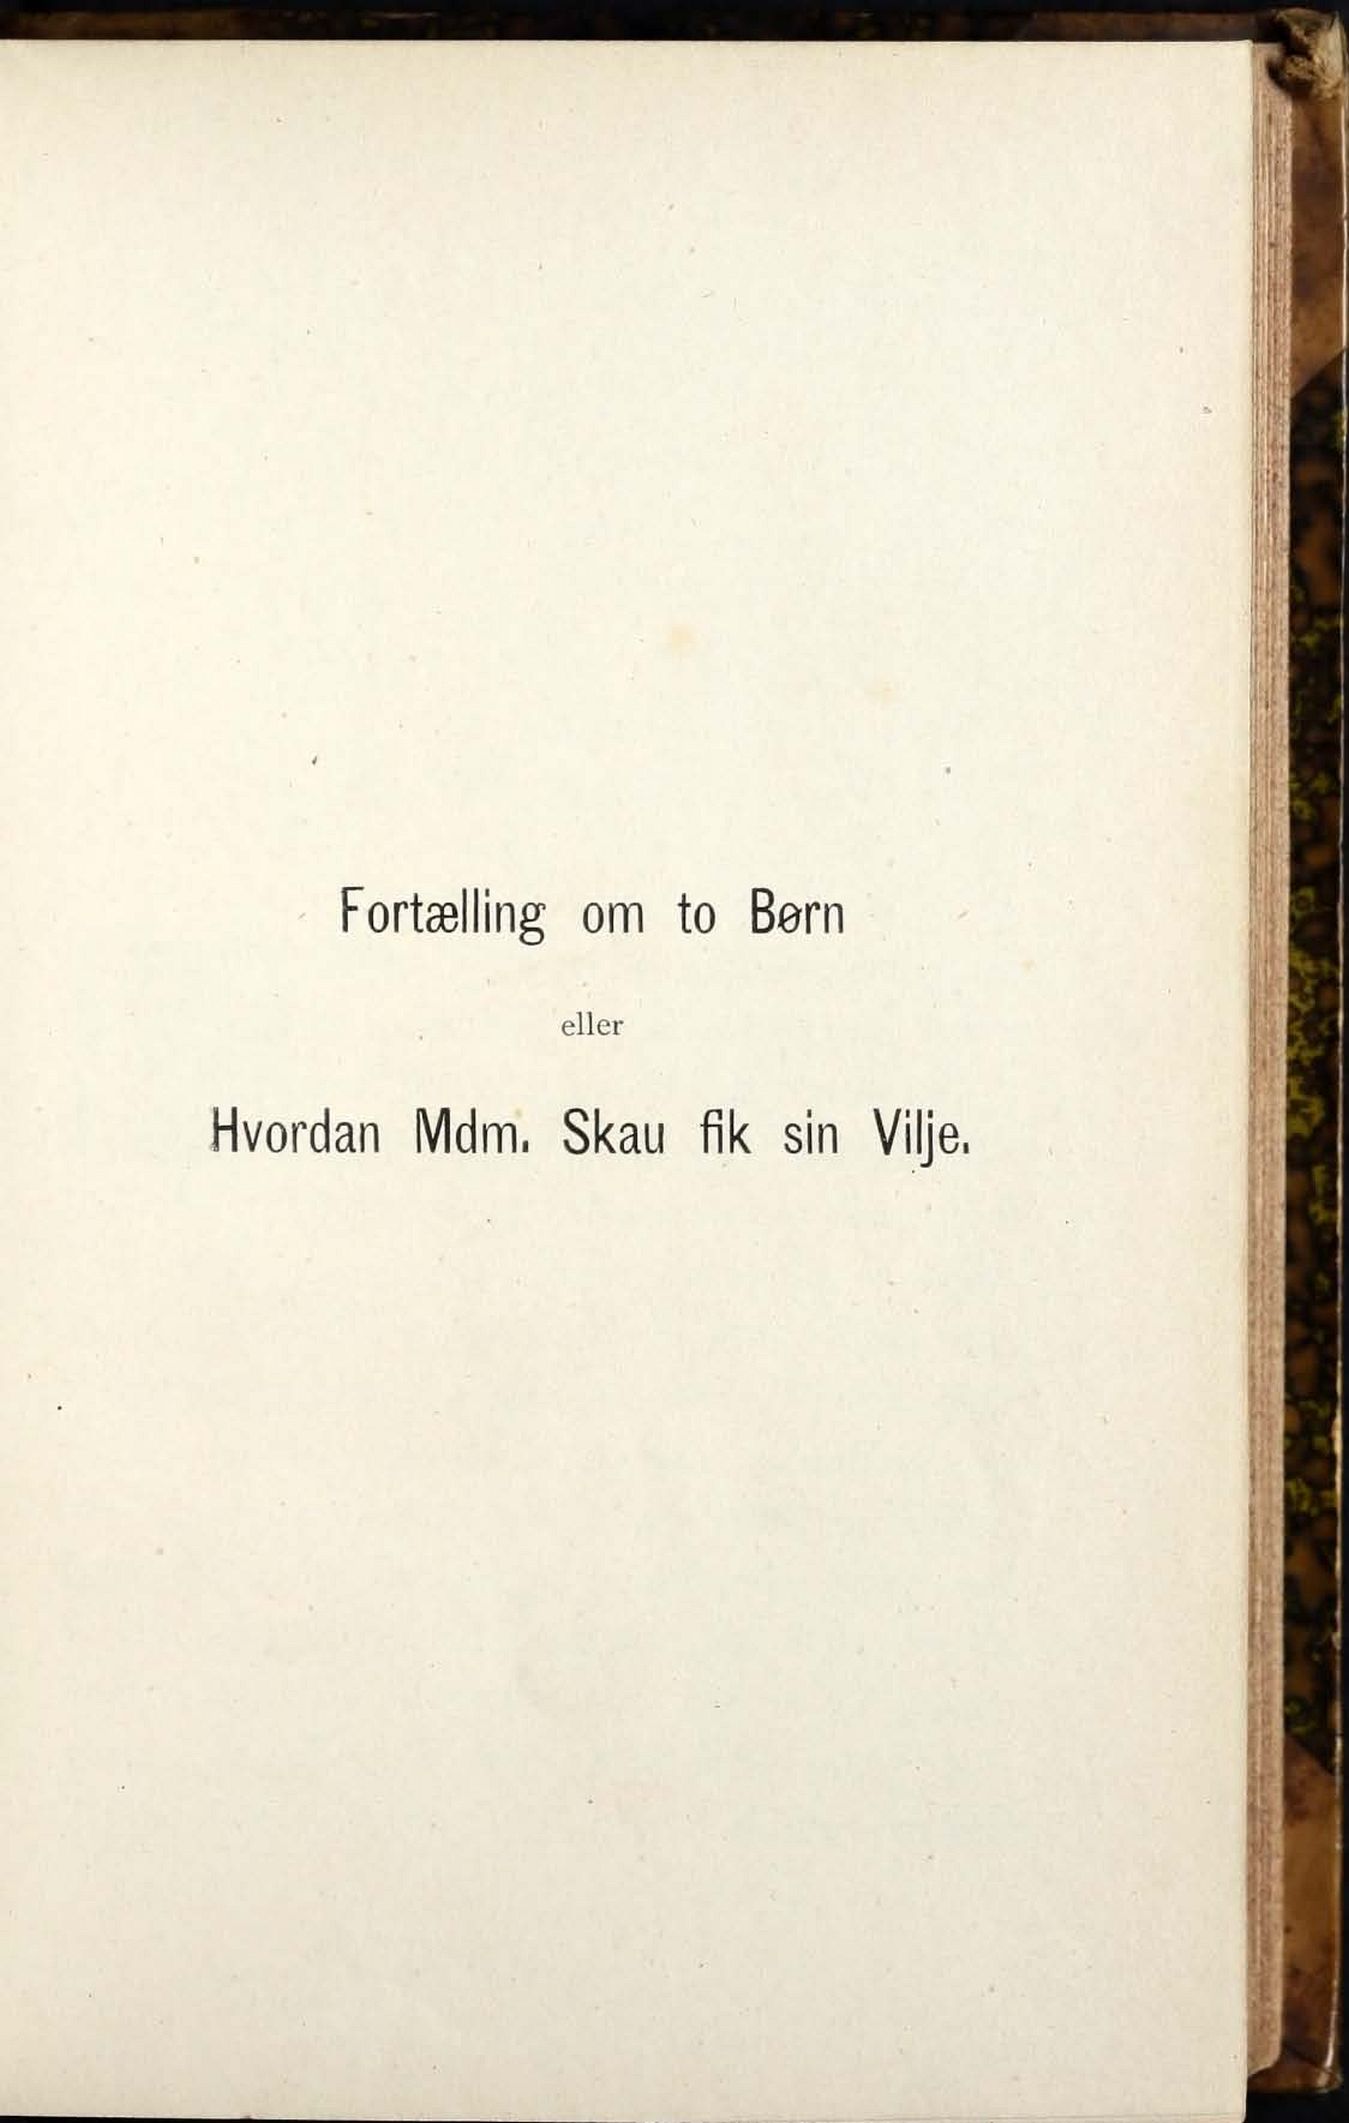 Fortælling om to Børn
eller
Hvordan Mdm. Skau fik sin Vilje.